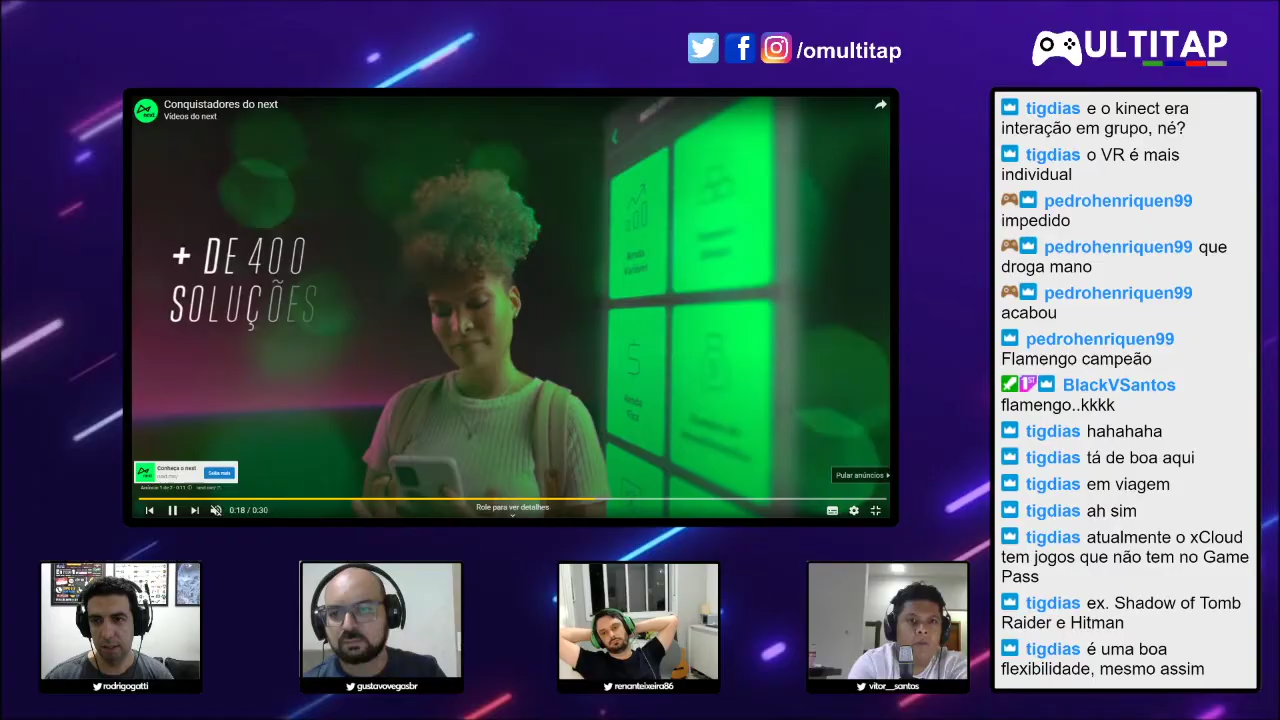 /omultitap
ULTITAP
Conquistadores do next
Vídeos do next
next
+ DE 400
SOLUÇÕES
Conheça o next
Saiba mais
Pular anúncios
Role para ver detalhes
0:18 / 0:30
rodrigogatti
gustavovegasbr
renanteixeira86
vitor__santos
tigdias e o kinect era
interação em grupo, né?
tigdias o VR é mais
individual
pedrohenriquen99
impedido
pedrohenriquen99 que
droga mano
pedrohenriquen99
acabou
pedrohenriquen99
Flamengo campeão
1ST BlackVSantos
flamengo..kkkk
tigdias hahahaha
tigdias tá de boa aqui
tigdias em viagem
tigdias ah sim
tigdias atualmente o xCloud
tem jogos que não tem no Game
Pass
tigdias ex. Shadow of Tomb
Raider e Hitman
tigdias é uma boa
flexibilidade, mesmo assim